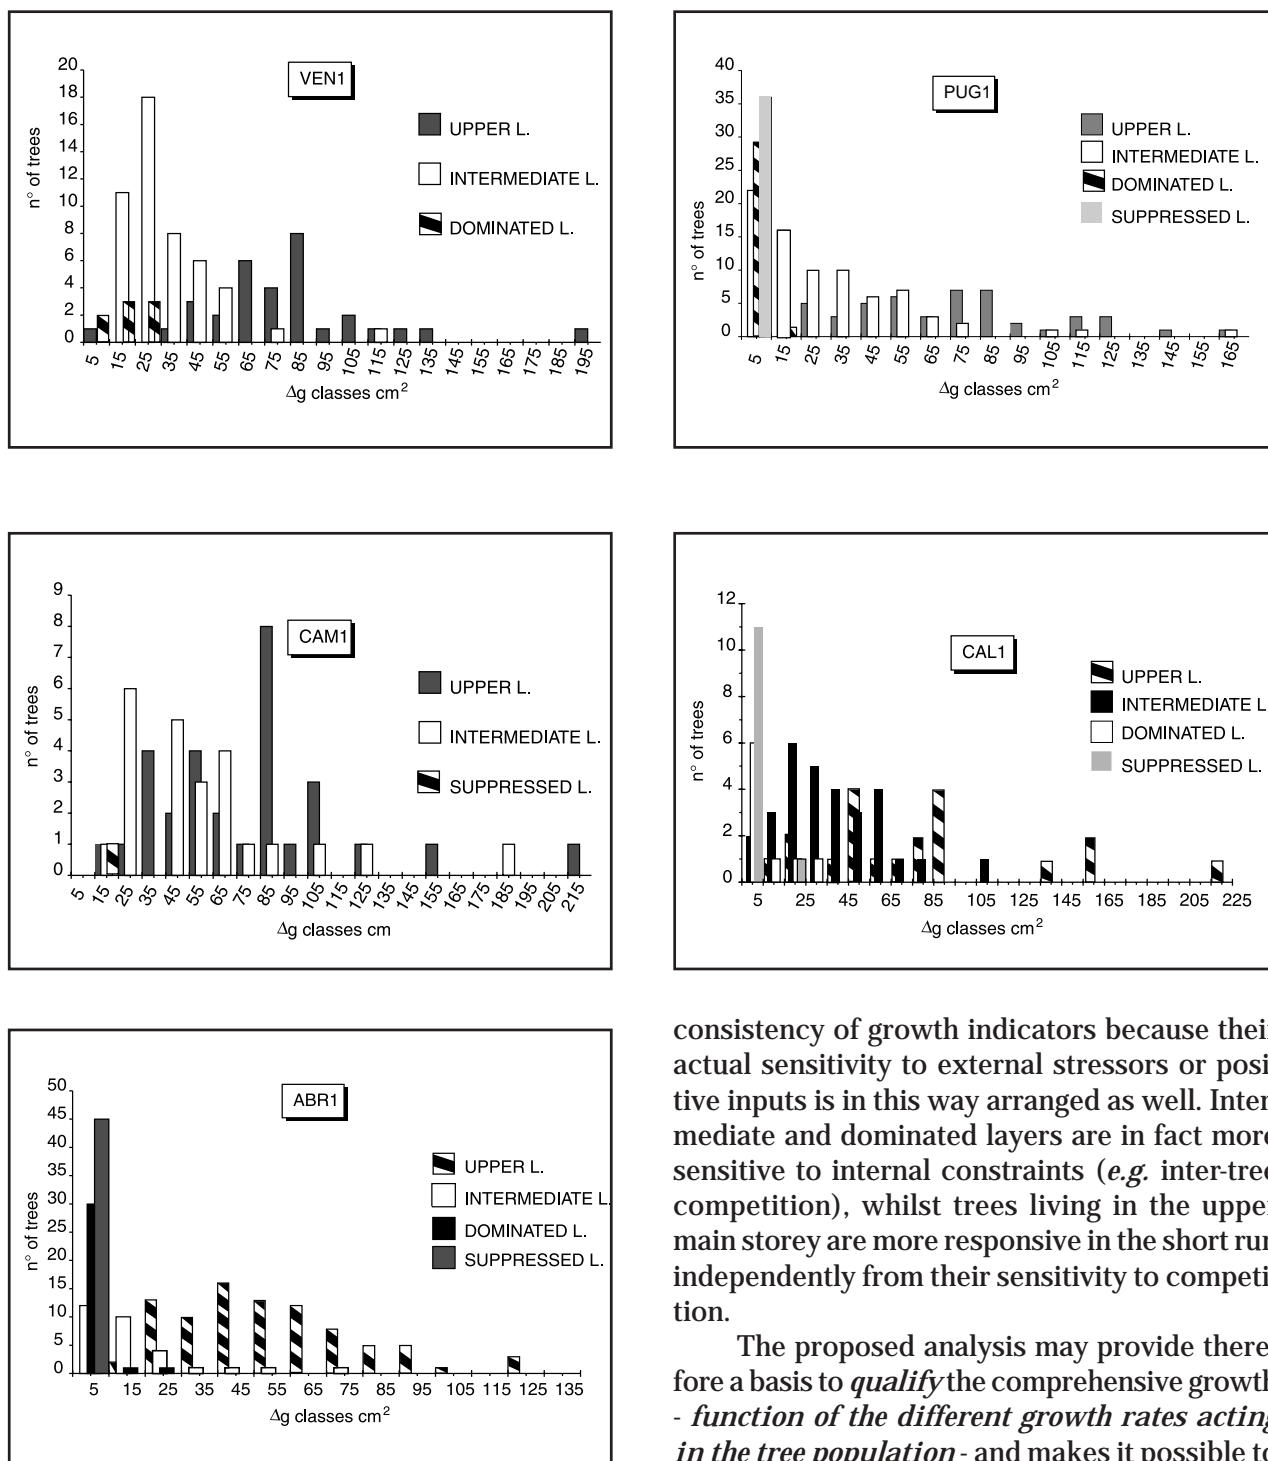 VEN1
n° of trees
20
18
16
14
12
10
8
6
4
2
0
UPPER L.
INTERMEDIATE L.
DOMINATED L.
5 15 25 35 45 55 65 75 85 95 105 115 125 135 145 155 165 175 185 195
Δg classes cm²
PUG1
n° of trees
40
35
30
25
20
15
10
5
0
UPPER L.
INTERMEDIATE L.
DOMINATED L.
SUPPRESSED L.
5 15 25 35 45 55 65 75 85 95 105 115 125 135 145 155 165
Δg classes cm²
CAM1
n° of trees
9
8
7
6
5
4
3
2
1
0
UPPER L.
INTERMEDIATE L.
SUPPRESSED L.
5 15 25 35 45 55 65 75 85 95 105 115 125 135 155 175 185 195 205 215
Δg classes cm
CAL1
n° of trees
12
10
8
6
4
2
0
UPPER L.
INTERMEDIATE L
DOMINATED L.
SUPPRESSED L.
5 25 45 65 85 105 125 145 165 185 205 225
Δg classes cm²
ABR1
n° of trees
50
45
40
35
30
25
20
15
10
5
0
UPPER L.
INTERMEDIATE L.
DOMINATED L.
SUPPRESSED L.
5 15 25 35 45 55 65 75 85 95 105 115 125 135
Δg classes cm²
consistency of growth indicators because their
actual sensitivity to external stressors or posi
tive inputs is in this way arranged as well. Inter
mediate and dominated layers are in fact more
sensitive to internal constraints (e.g. inter-tree
competition), whilst trees living in the upper
main storey are more responsive in the short run
independently from their sensitivity to competi
tion.
The proposed analysis may provide there
fore a basis to qualify the comprehensive growth
- function of the different growth rates acting
in the tree population - and makes it possible to